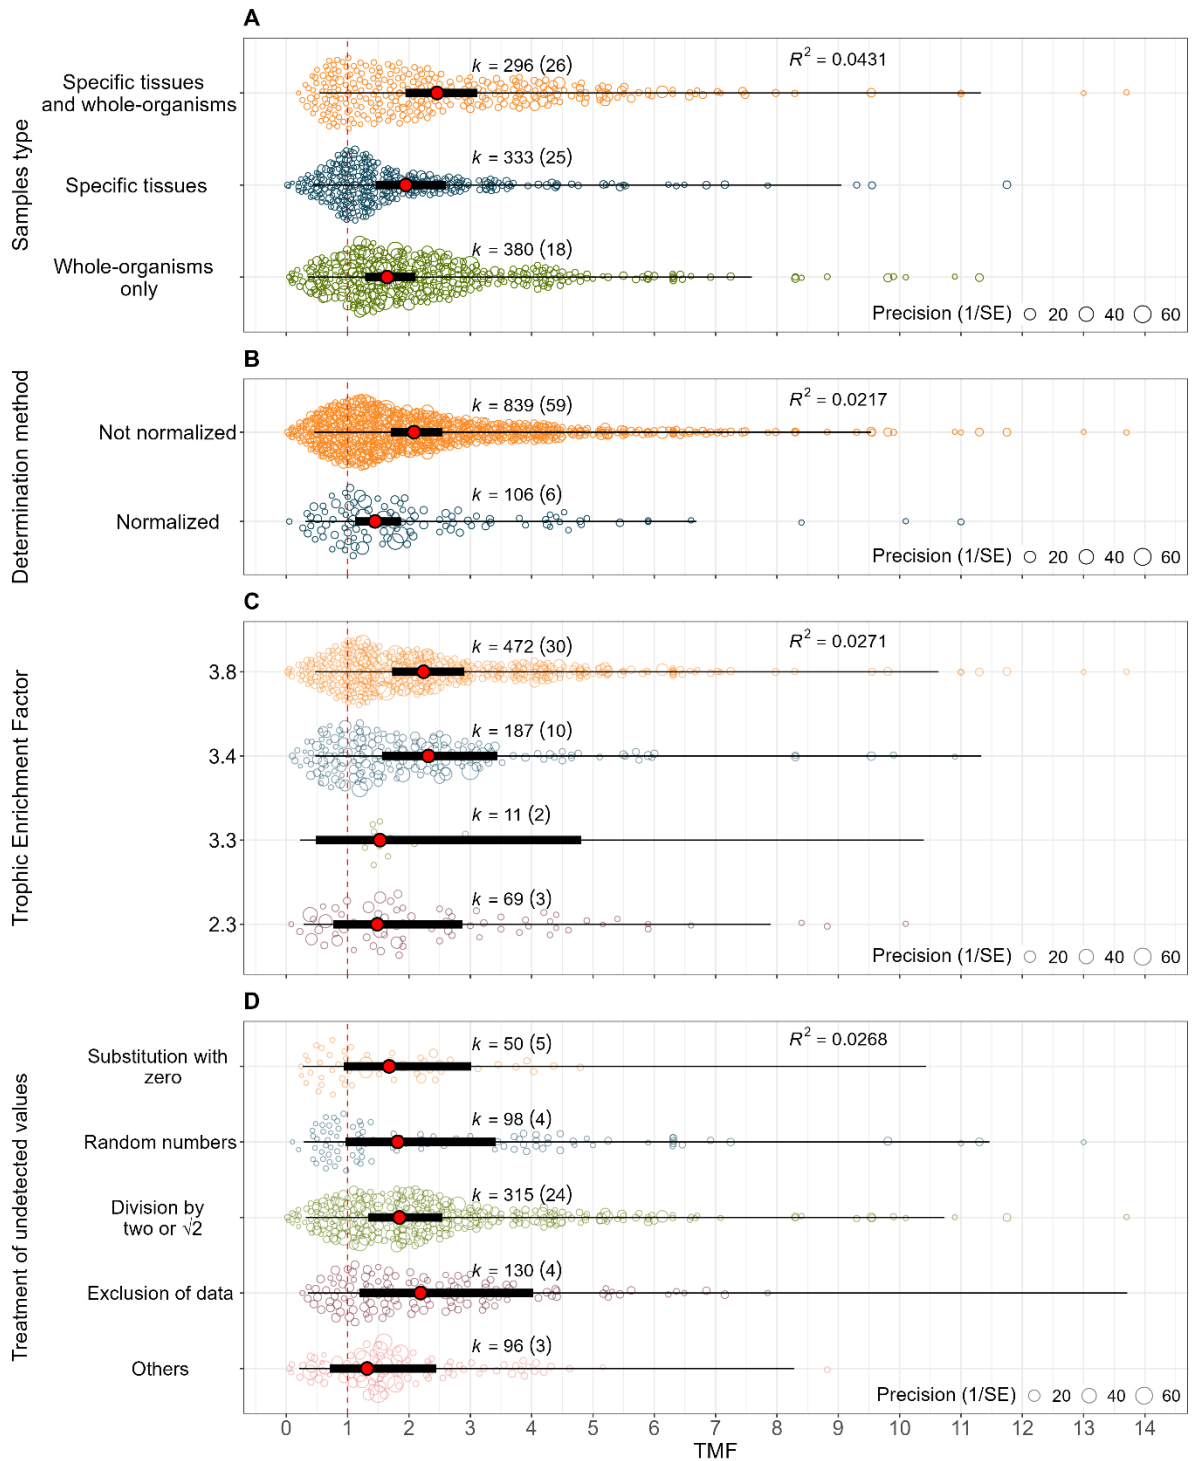 A
Samples type
Specific tissues
and whole-organisms
k = 296 (26)
R² = 0.0431
Specific tissues
k = 333 (25)
Whole-organisms
only
k = 380 (18)
Precision (1/SE) 20 40 60
B
Determination method
Not normalized
k = 839 (59)
R² = 0.0217
Normalized
k = 106 (6)
Precision (1/SE) 20 40 60
C
Trophic Enrichment Factor
3.8
k = 472 (30)
R² = 0.0271
3.4
k = 187 (10)
3.3
k = 11 (2)
2.3
k = 69 (3)
Precision (1/SE) 20 40 60
D
Treatment of undetected values
Substitution with
zero
k = 50 (5)
R² = 0.0268
Random numbers
k = 98 (4)
Division by
two or √2
k = 315 (24)
Exclusion of data
k = 130 (4)
Others
k = 96 (3)
Precision (1/SE) 20 40 60
0 1 2 3 4 5 6 7 8 9 10 11 12 13 14
TMF